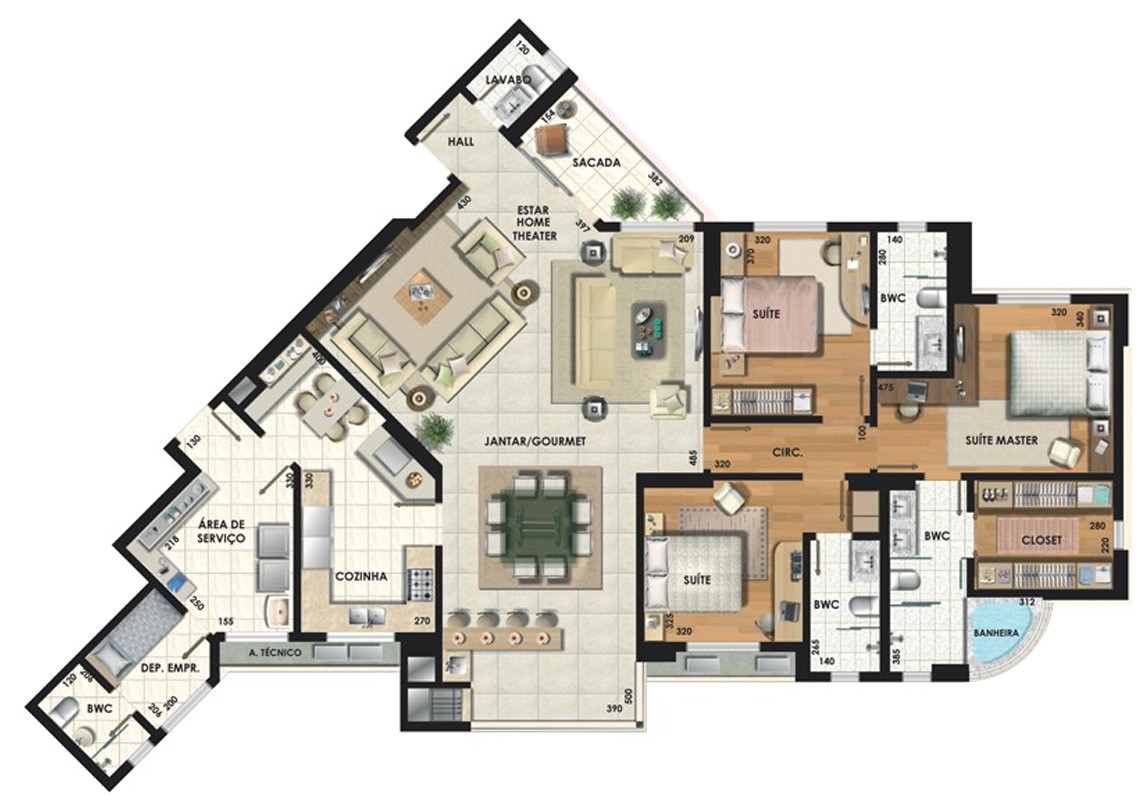 120
LAVABO
154
HALL
SACADA
382
430
ESTAR
HOME
THEATER
397
209
320
370
SUÍTE
140
280
BWC
320
340
400
475
SUÍTE MASTER
130
JANTAR/GOURMET
485
100
CIRC.
320
330
330
ÁREA DE
SERVIÇO
218
250
155
COZINHA
270
SUÍTE
325
320
BWC
265
140
BWC
385
280
CLOSET
220
312
BANHEIRA
A. TÉCNICO
DEP. EMPR.
206
120
BWC
206
200
500
390